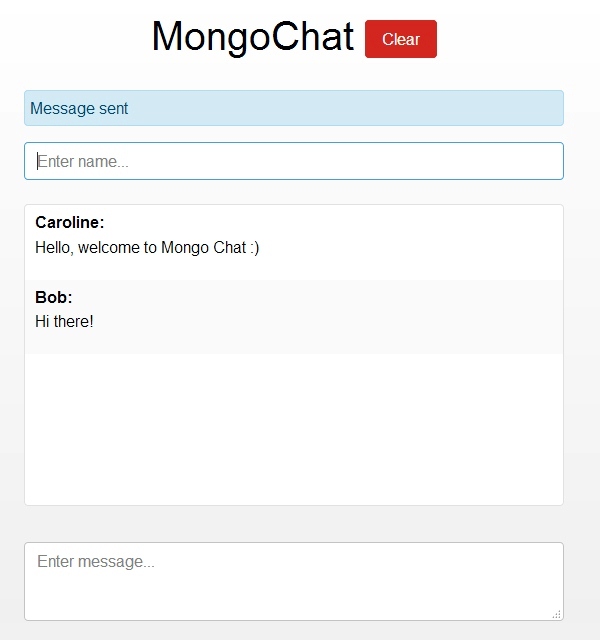 MongoChat Clear
Message sent
Enter name...
Caroline:
Hello, welcome to Mongo Chat :)
Bob:
Hi there!
Enter message...